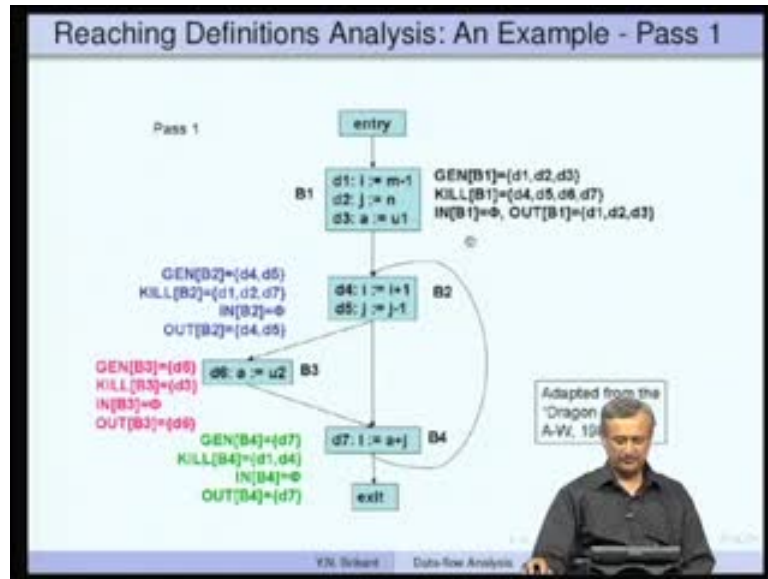 Reaching Definitions Analysis: An Example - Pass 1
Pass 1
entry
B1
d1: i := m-1
d2: j := n
d3: a := u1
GEN[B1]={d1,d2,d3}
KILL[B1]={d4,d5,d6,d7}
IN[B1]=Φ, OUT[B1]={d1,d2,d3}
GEN[B2]={d4,d5}
KILL[B2]={d1,d2,d7}
IN[B2]=Φ
OUT[B2]={d4,d5}
d4: i := i+1
d5: j := j-1
B2
GEN[B3]={d6}
KILL[B3]={d3}
IN[B3]=Φ
OUT[B3]={d6}
d6: a := u2
B3
GEN[B4]={d7}
KILL[B4]={d1,d4}
IN[B4]=Φ
OUT[B4]={d7}
d7: i := a+j
B4
exit
Adapted from the
"Dragon
A-W,
Y.N. Srikant
Data-flow Analysis